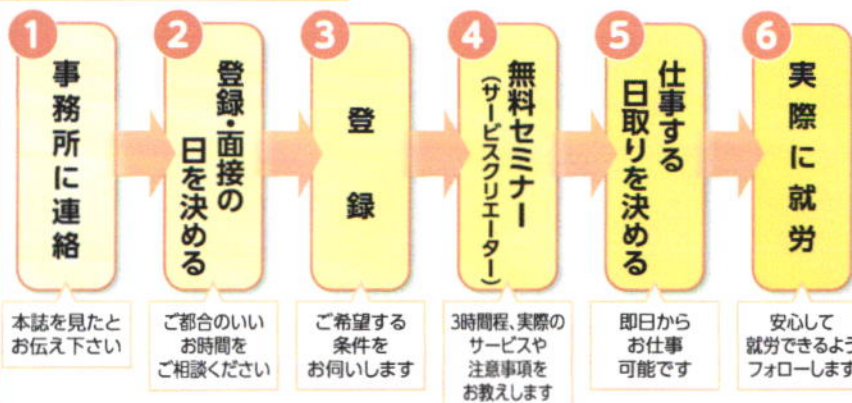 1
事務所に連絡
本誌を見たと
お伝え下さい
2
登録・面接の
日を決める
ご都合のいい
お時間を
ご相談ください
3
登録
ご希望する
条件を
お伺いします
4
無料セミナー
(サービスクリエーター)
3時間程、実際の
サービスや
注意事項を
お教えします
5
仕事する
日取りを決める
即日から
お仕事
可能です
6
実際に就労
安心して
就労できるよう
フォローします